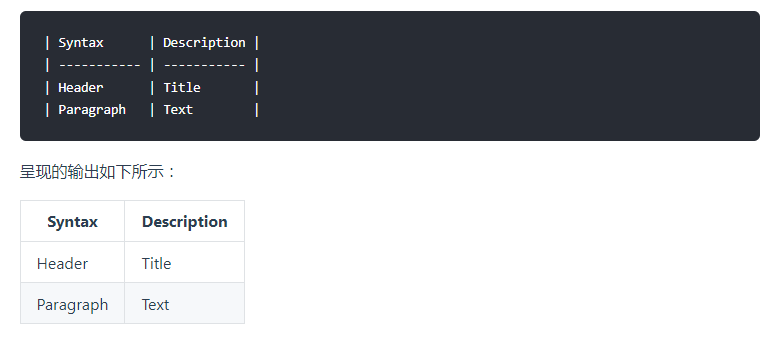 | Syntax      | Description |
| ----------- | ----------- |
| Header      | Title       |
| Paragraph   | Text        |
呈现的输出如下所示：
Syntax Description
Header Title
Paragraph Text